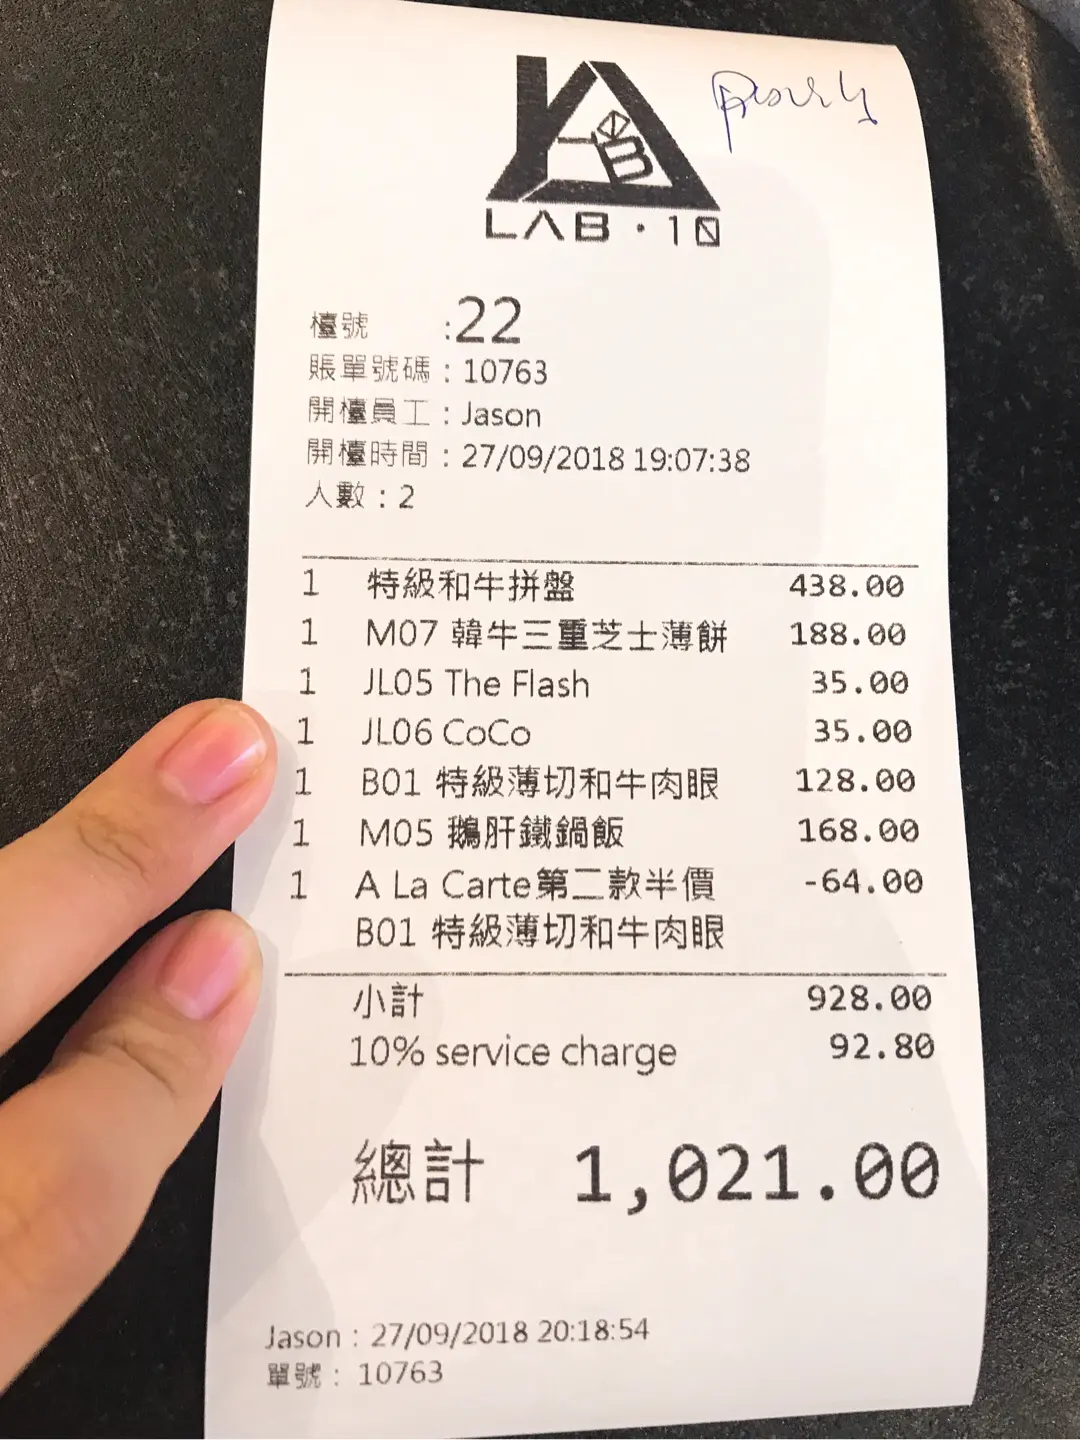 LAB·10
檯號 :22
賬單號碼 : 10763
開檯員工 : Jason
開檯時間 : 27/09/2018 19:07:38
人數 : 2
1 特級和牛拼盤 438.00
1 M07 韓牛三重芝士薄餅 188.00
1 JL05 The Flash 35.00
1 JL06 CoCo 35.00
1 B01 特級薄切和牛肉眼 128.00
1 M05 鵝肝鐵鍋飯 168.00
1 A La Carte第二款半價 -64.00
B01 特級薄切和牛肉眼
小計 928.00
10% service charge 92.80
總計 1,021.00
Jason : 27/09/2018 20:18:54
單號 : 10763